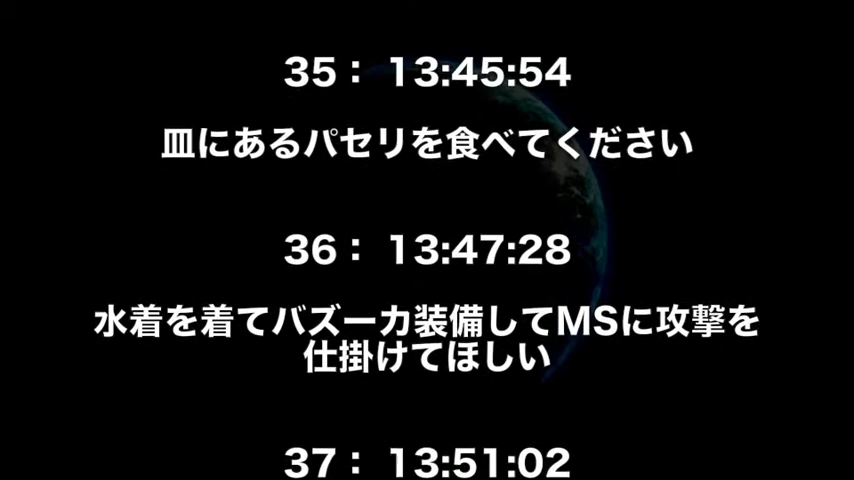 35： 13:45:54
皿にあるパセリを食べてください
36： 13:47:28
水着を着てバズーカ装備してMSに攻撃を
仕掛けてほしい
37： 13:51:02